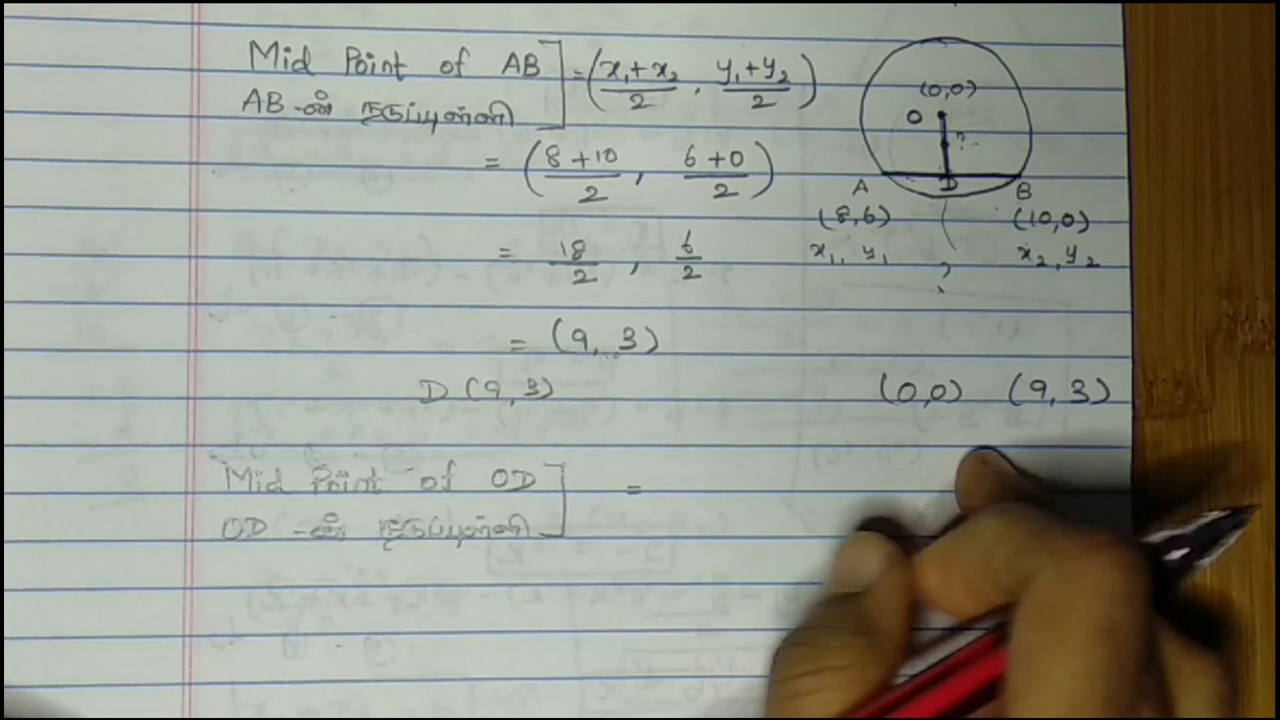 Mid Point of AB
AB-ன் நடுப்புள்ளி
= (x₁+x₂/2, y₁+y₂/2)
= (8+10/2, 6+0/2)
= 18/2, 6/2
= (9, 3)
D (9, 3)
(0,0)
O
?
A D B
(8,6) (10,0)
x₁, y₁ x₂, y₂
?
(0,0) (9, 3)
Mid Point of OD
OD-ன் நடுப்புள்ளி
=